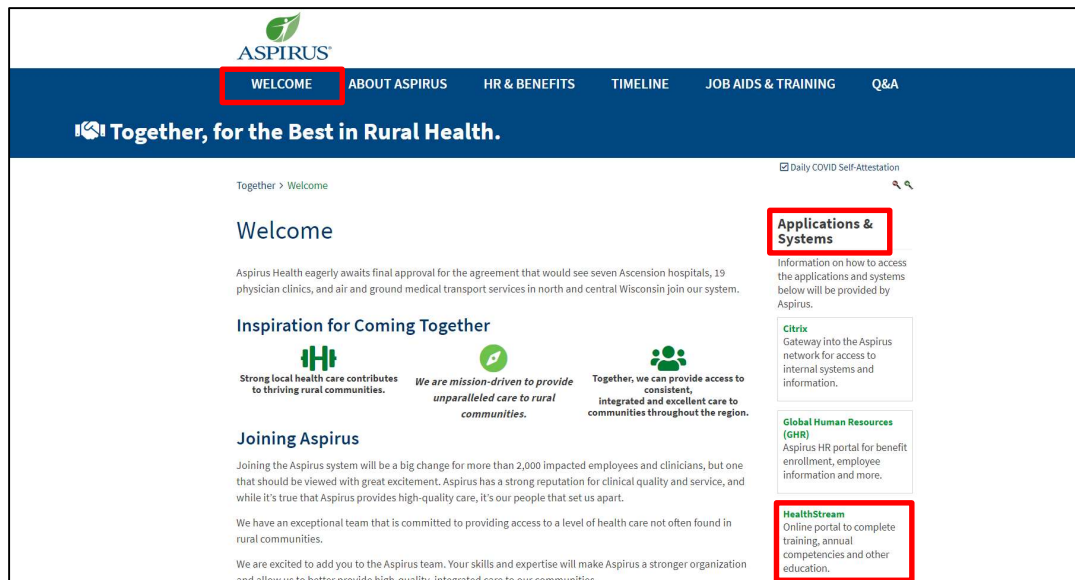 ASPIRUS®
WELCOME ABOUT ASPIRUS HR & BENEFITS TIMELINE JOB AIDS & TRAINING Q&A
Together, for the Best in Rural Health.
Daily COVID Self-Attestation
Together > Welcome
Welcome
Aspirus Health eagerly awaits final approval for the agreement that would see seven Ascension hospitals, 19
physician clinics, and air and ground medical transport services in north and central Wisconsin join our system.
Inspiration for Coming Together
Strong local health care contributes
to thriving rural communities.
We are mission-driven to provide
unparalleled care to rural
communities.
Together, we can provide access to
consistent,
integrated and excellent care to
communities throughout the region.
Joining Aspirus
Joining the Aspirus system will be a big change for more than 2,000 impacted employees and clinicians, but one
that should be viewed with great excitement. Aspirus has a strong reputation for clinical quality and service, and
while it's true that Aspirus provides high-quality care, it's our people that set us apart.
We have an exceptional team that is committed to providing access to a level of health care not often found in
rural communities.
We are excited to add you to the Aspirus team. Your skills and expertise will make Aspirus a stronger organization
and allow us to better provide high-quality, integrated care to our communities.
Applications &
Systems
Information on how to access
the applications and systems
below will be provided by
Aspirus.
Citrix
Gateway into the Aspirus
network for access to
internal systems and
information.
Global Human Resources
(GHR)
Aspirus HR portal for benefit
enrollment, employee
information and more.
HealthStream
Online portal to complete
training, annual
competencies and other
education.